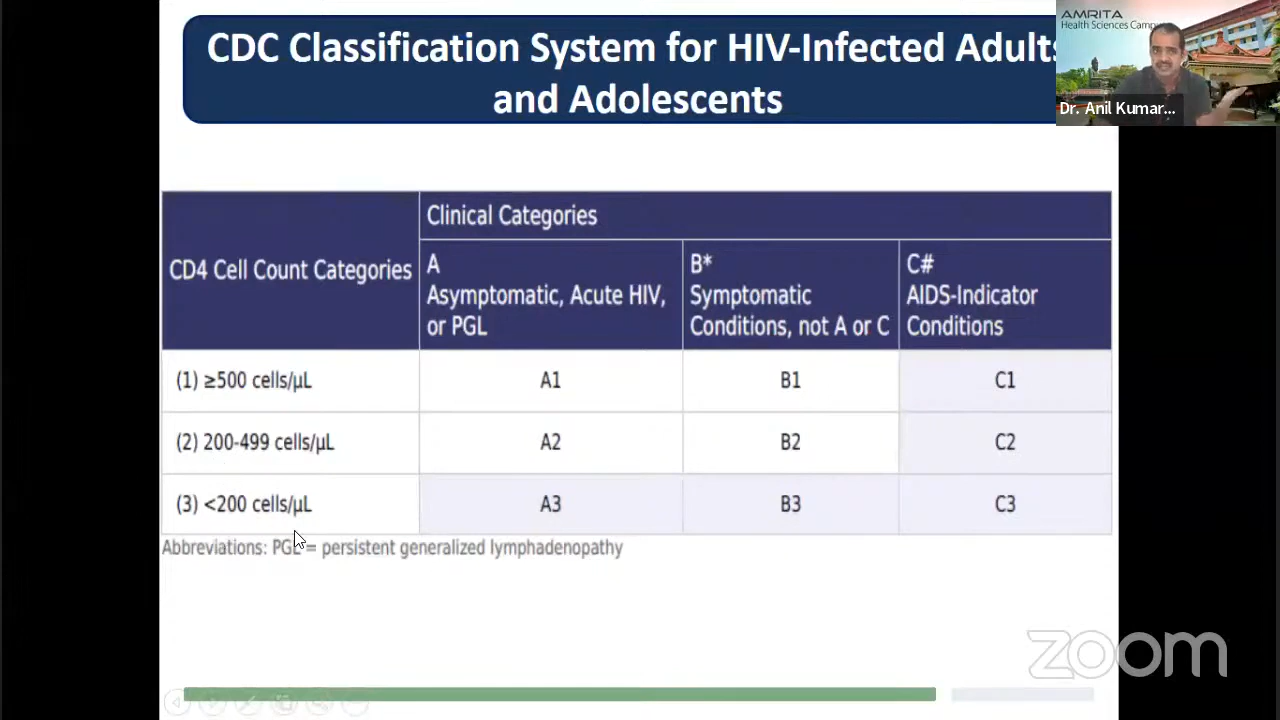 CDC Classification System for HIV-Infected Adults
and Adolescents
AMRITA
Health Sciences Camp
Dr. Anil Kumar...
CD4 Cell Count Categories
Clinical Categories
A
Asymptomatic, Acute HIV,
or PGL
B*
Symptomatic
Conditions, not A or C
C#
AIDS-Indicator
Conditions
(1) ≥500 cells/µL
A1
B1
C1
(2) 200-499 cells/µL
A2
B2
C2
(3) <200 cells/µL
A3
B3
C3
Abbreviations: PGL = persistent generalized lymphadenopathy
zoom